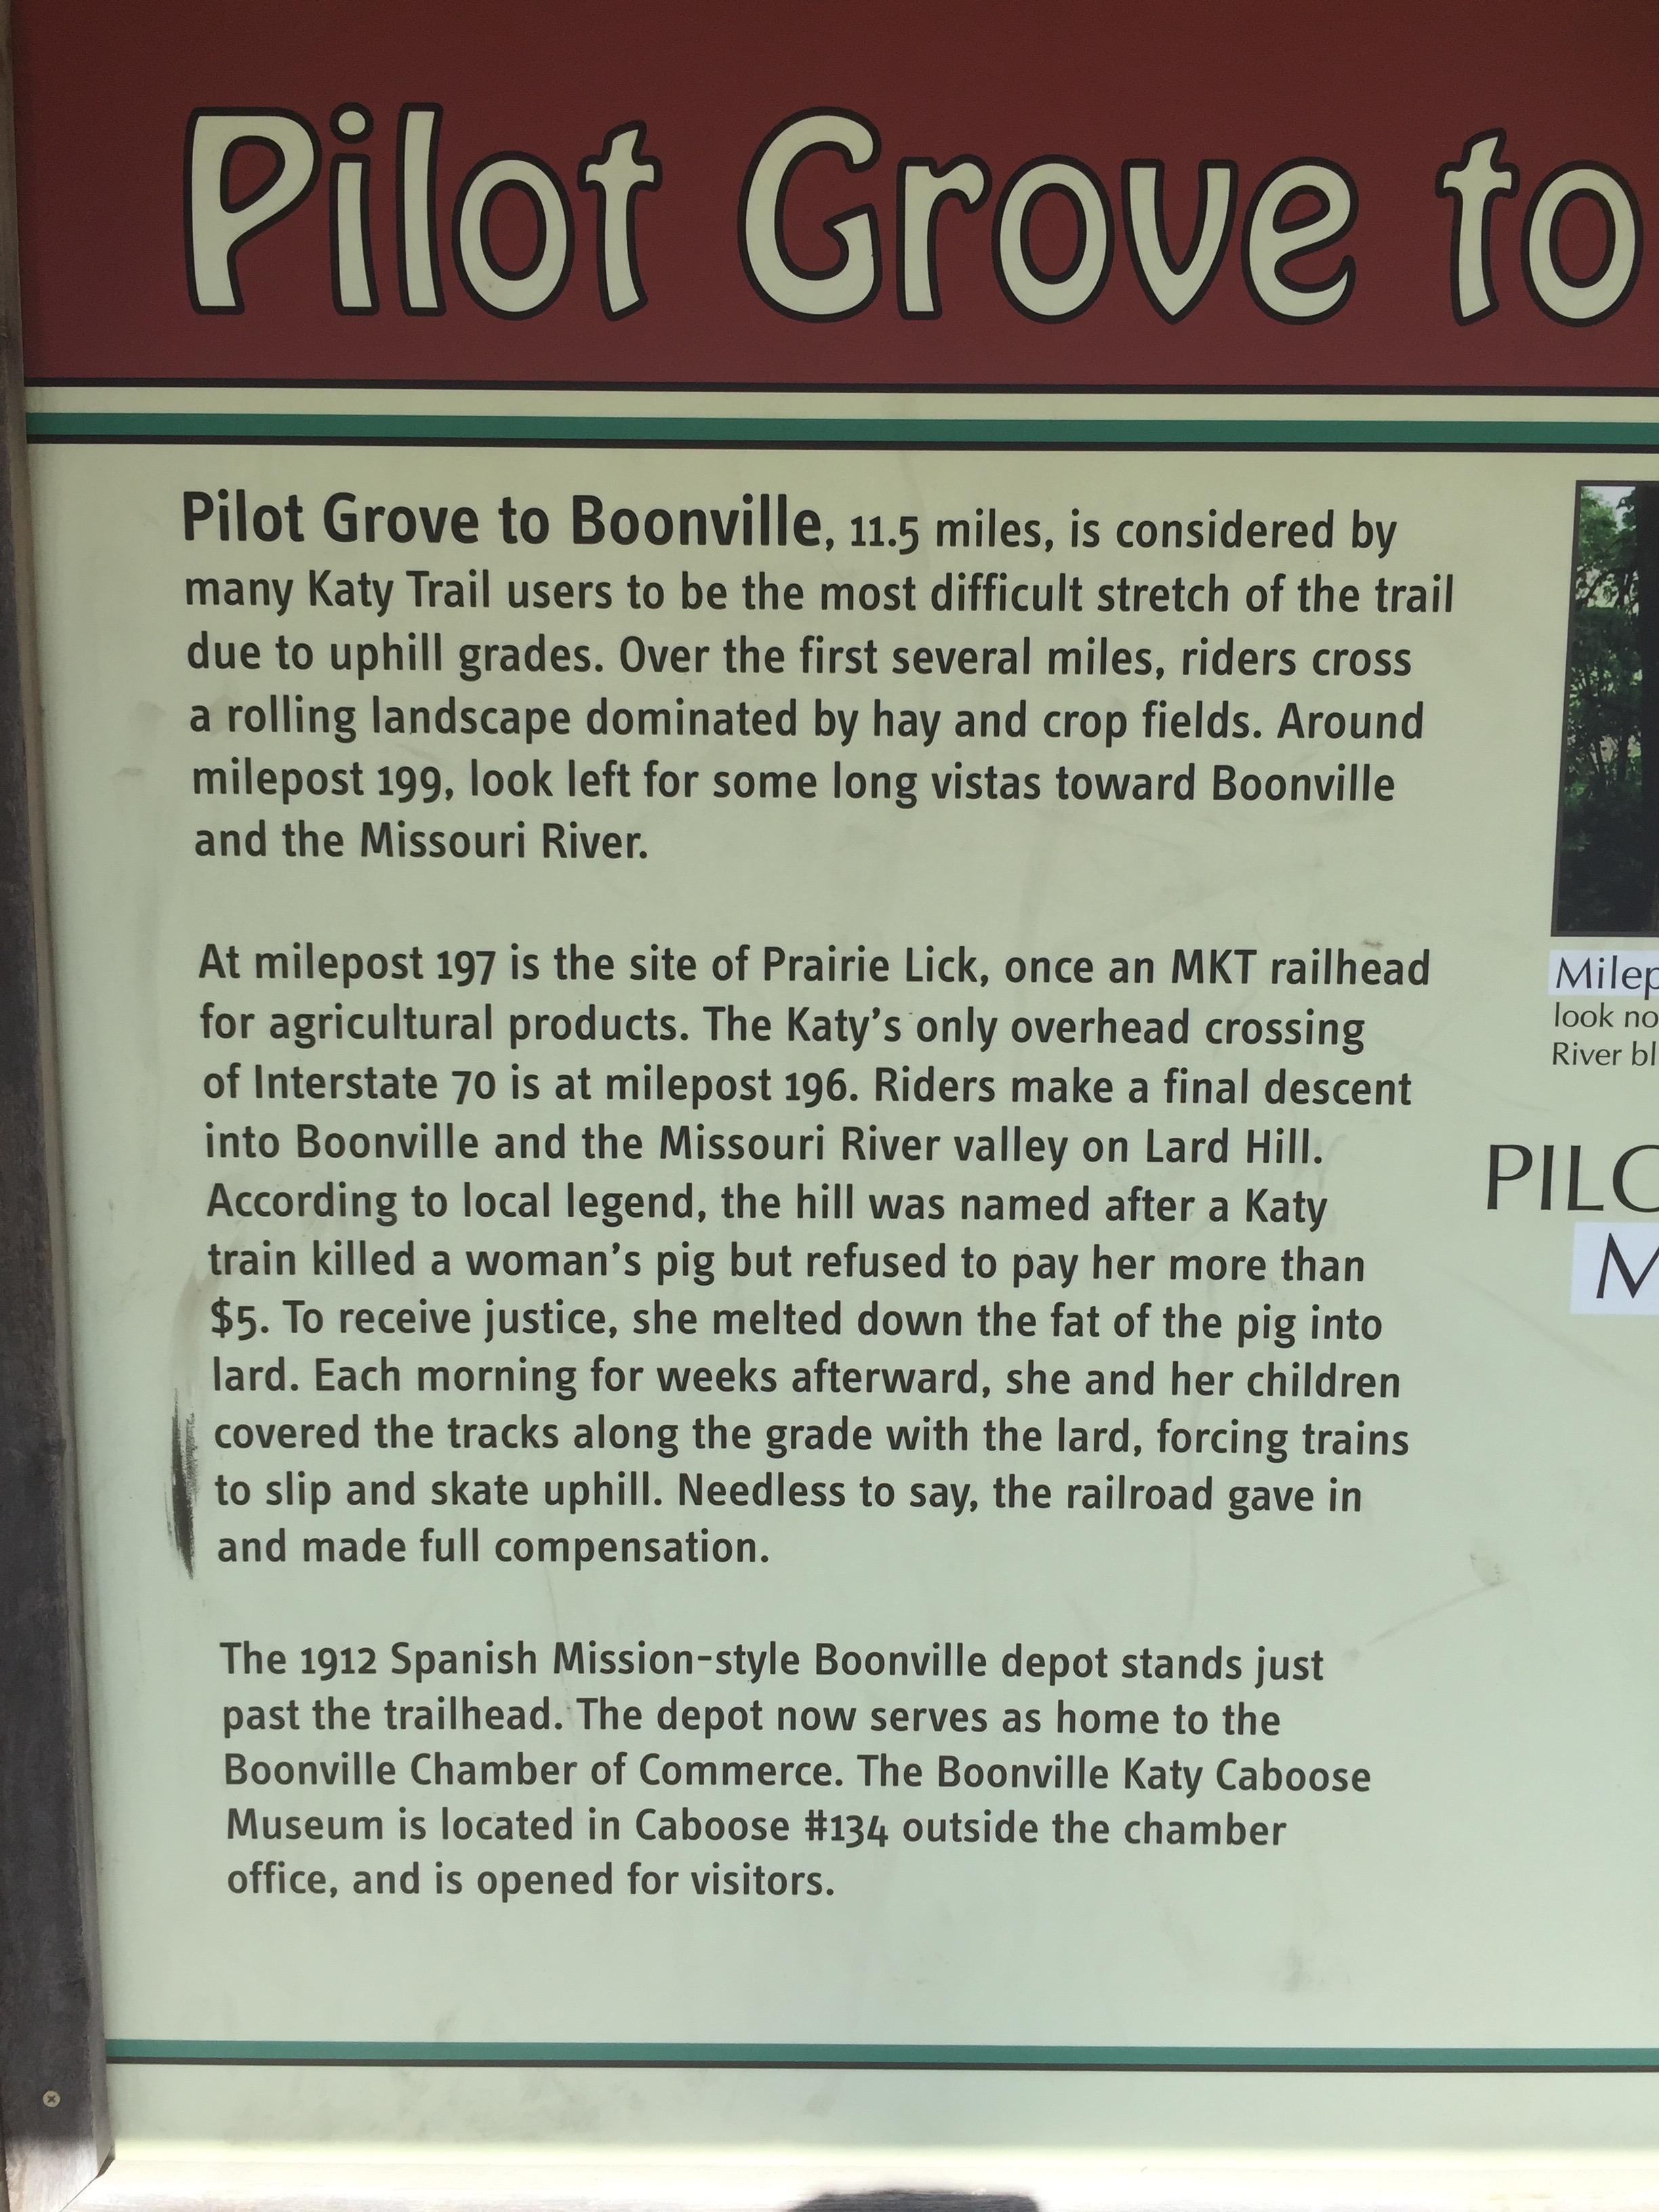 Pilot Grove to
Pilot Grove to Boonville, 11.5 miles, is considered by
many Katy Trail users to be the most difficult stretch of the trail
due to uphill grades. Over the first several miles, riders cross
a rolling landscape dominated by hay and crop fields. Around
milepost 199, look left for some long vistas toward Boonville
and the Missouri River.
At milepost 197 is the site of Prairie Lick, once an MKT railhead
for agricultural products. The Katy's only overhead crossing
of Interstate 70 is at milepost 196. Riders make a final descent
into Boonville and the Missouri River valley on Lard Hill.
According to local legend, the hill was named after a Katy
train killed a woman's pig but refused to pay her more than
$5. To receive justice, she melted down the fat of the pig into
lard. Each morning for weeks afterward, she and her children
covered the tracks along the grade with the lard, forcing trains
to slip and skate uphill. Needless to say, the railroad gave in
and made full compensation.
The 1912 Spanish Mission-style Boonville depot stands just
past the trailhead. The depot now serves as home to the
Boonville Chamber of Commerce. The Boonville Katy Caboose
Museum is located in Caboose #134 outside the chamber
office, and is opened for visitors.
look
River